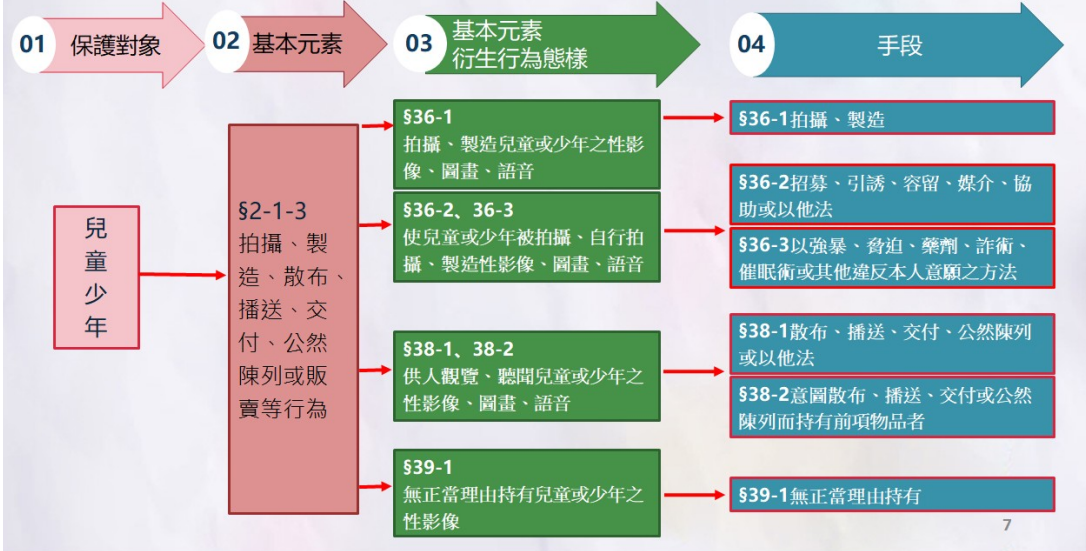 01 保護對象
02 基本元素
03 基本元素
衍生行為態樣
04 手段
兒
童
少
年
§2-1-3
拍攝、製
造、散布、
播送、交
付、公然
陳列或販
賣等行為
§36-1
拍攝、製造兒童或少年之性影
像、圖畫、語音
§36-2、36-3
使兒童或少年被拍攝、自行拍
攝、製造性影像、圖畫、語音
§38-1、38-2
供人觀覽、聽聞兒童或少年之
性影像、圖畫、語音
§39-1
無正當理由持有兒童或少年之
性影像
§36-1拍攝、製造
§36-2招募、引誘、容留、媒介、協
助或以他法
§36-3以強暴、脅迫、藥劑、詐術、
催眠術或其他違反本人意願之方法
§38-1散布、播送、交付、公然陳列
或以他法
§38-2意圖散布、播送、交付或公然
陳列而持有前項物品者
§39-1無正當理由持有
7